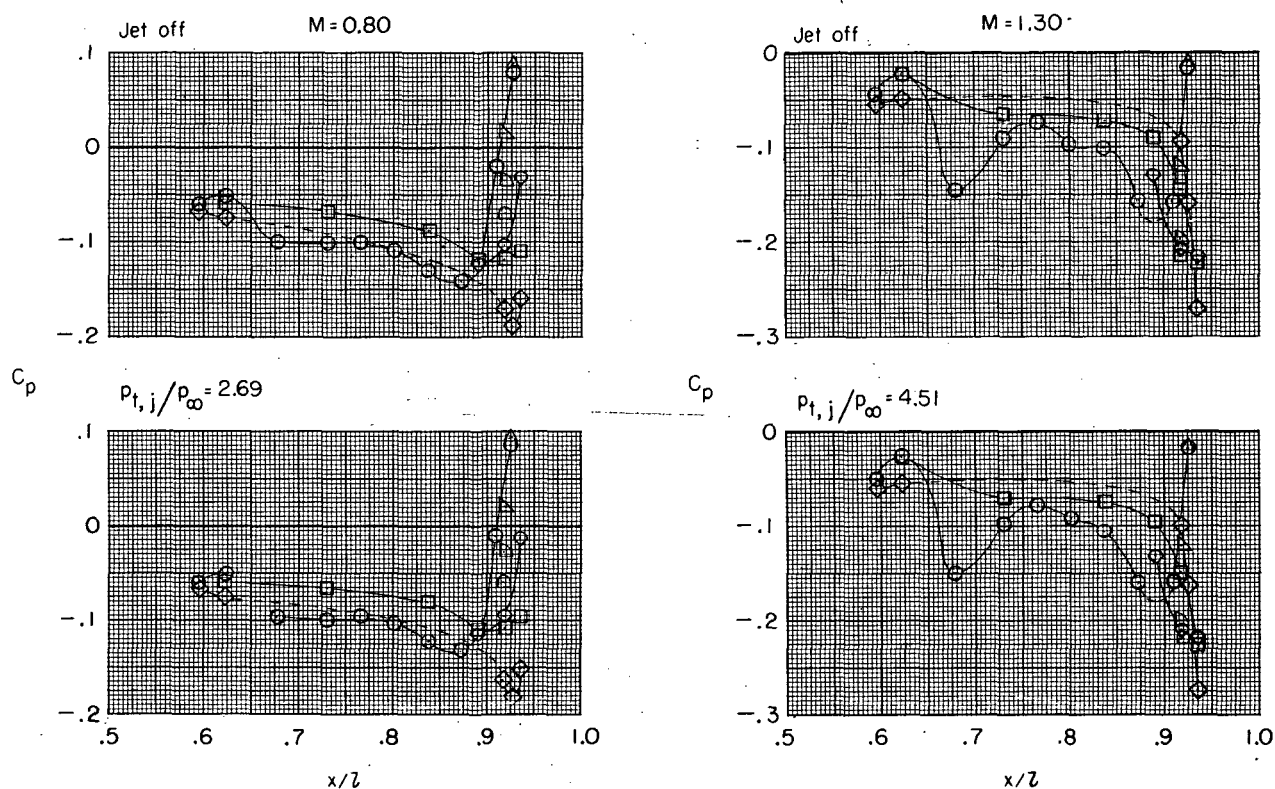 Jet off M = 0.80
.1
0
-.1
-.2
C_p
p_t,j/p_∞ = 2.69
.1
0
-.1
-.2
.5 .6 .7 .8 .9 1.0
x/l
Jet off M = 1.30
0
-.1
-.2
-.3
C_p
p_t,j/p_∞ = 4.51
0
-.1
-.2
-.3
.5 .6 .7 .8 .9 1.0
x/l